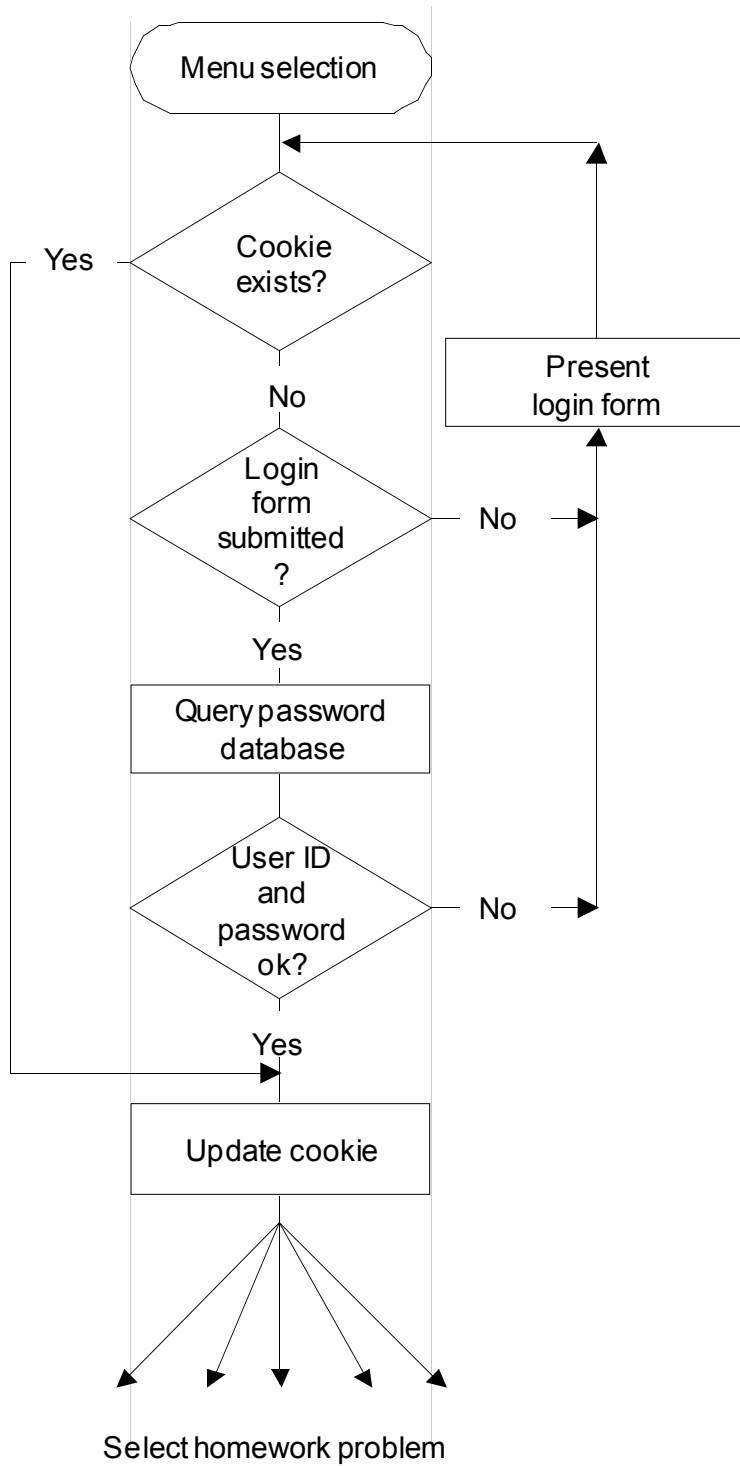 Menu selection
Cookie
exists?
Yes
No
Present
login form
Login
form
submitted
?
No
Yes
Query password
database
User ID
and
password
ok?
No
Yes
Update cookie
Select homework problem